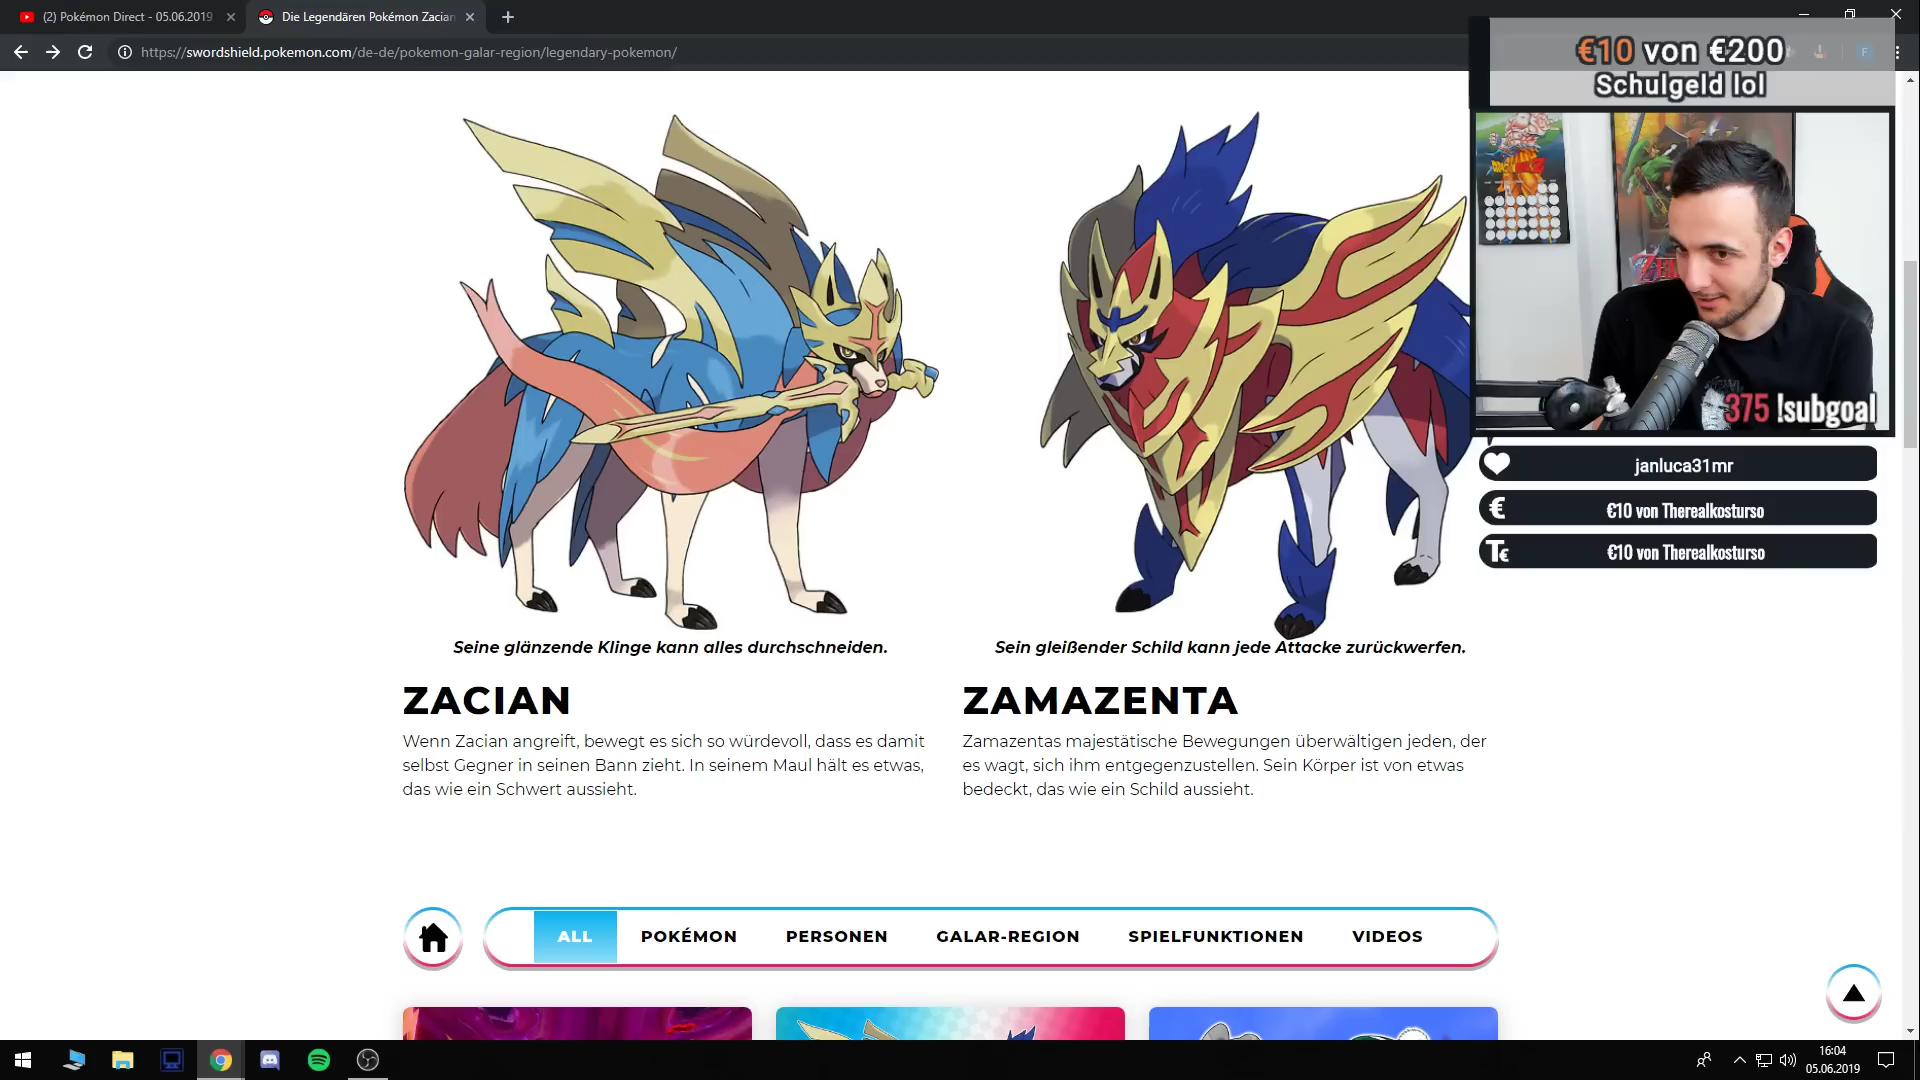 (2) Pokémon Direct - 05.06.2019
Die Legendären Pokémon Zacian
https://swordshield.pokemon.com/de-de/pokemon-galar-region/legendary-pokemon/
€10 von €200
Schulgeld lol
375 !subgoal
janluca31mr
€ €10 von Therealkosturso
T€ €10 von Therealkosturso
Seine glänzende Klinge kann alles durchschneiden.
Sein gleißender Schild kann jede Attacke zurückwerfen.
ZACIAN
Wenn Zacian angreift, bewegt es sich so würdevoll, dass es damit
selbst Gegner in seinen Bann zieht. In seinem Maul hält es etwas,
das wie ein Schwert aussieht.
ZAMAZENTA
Zamazentas majestätische Bewegungen überwältigen jeden, der
es wagt, sich ihm entgegenzustellen. Sein Körper ist von etwas
bedeckt, das wie ein Schild aussieht.
ALL
POKÉMON
PERSONEN
GALAR-REGION
SPIELFUNKTIONEN
VIDEOS
16:04
05.06.2019